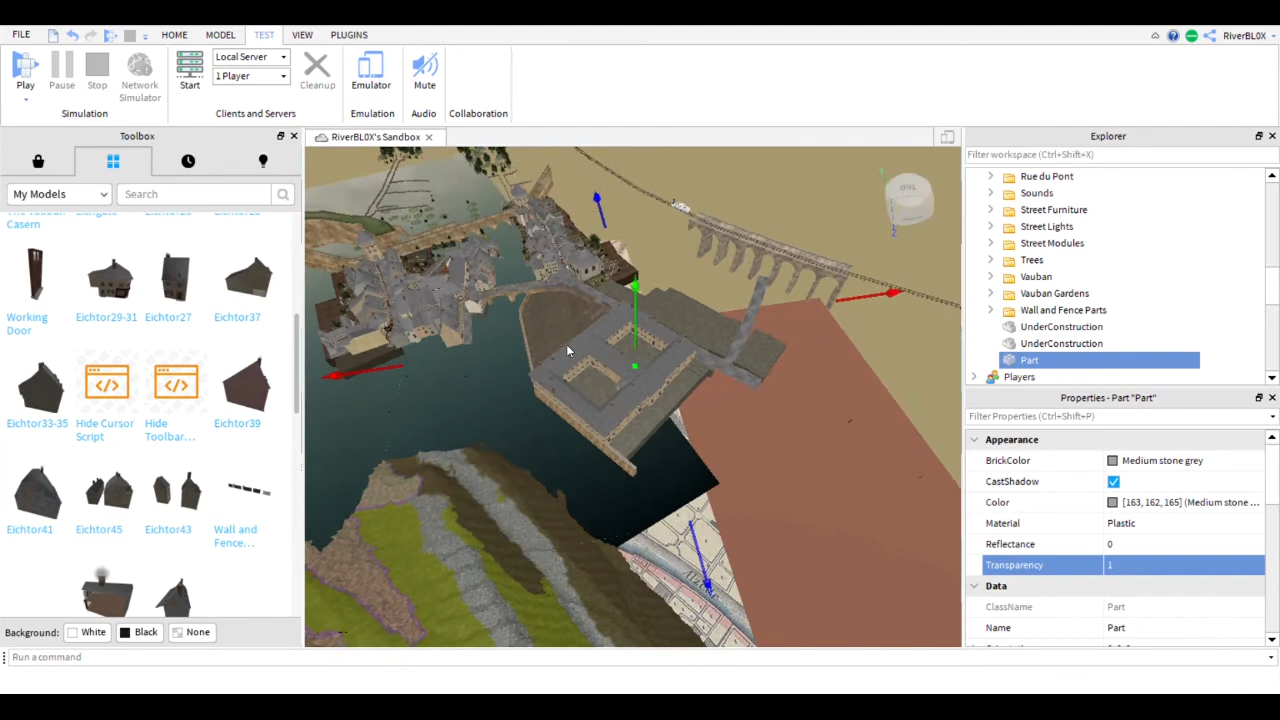 FILE
HOME
MODEL
TEST
VIEW
PLUGINS
RiverBL0X
Play
Pause
Stop
Network
Simulator
Simulation
Start
Local Server
1 Player
Cleanup
Clients and Servers
Emulator
Emulation
Mute
Audio
Collaboration
Toolbox
RiverBL0X's Sandbox
My Models
Search
Casern
Working
Door
Eichtor29-31
Eichtor27
Eichtor37
Eichtor33-35
Hide Cursor
Script
Hide
Toolbar...
Eichtor39
Eichtor41
Eichtor45
Eichtor43
Wall and
Fence...
Background:
White
Black
None
TOP
Y
Z
Explorer
Filter workspace (Ctrl+Shift+X)
Rue du Pont
Sounds
Street Furniture
Street Lights
Street Modules
Trees
Vauban
Vauban Gardens
Wall and Fence Parts
UnderConstruction
UnderConstruction
Part
Players
Properties - Part "Part"
Filter Properties (Ctrl+Shift+P)
Appearance
BrickColor Medium stone grey
CastShadow
Color [163, 162, 165] (Medium stone ...
Material Plastic
Reflectance 0
Transparency 1
Data
ClassName Part
Name Part
Run a command